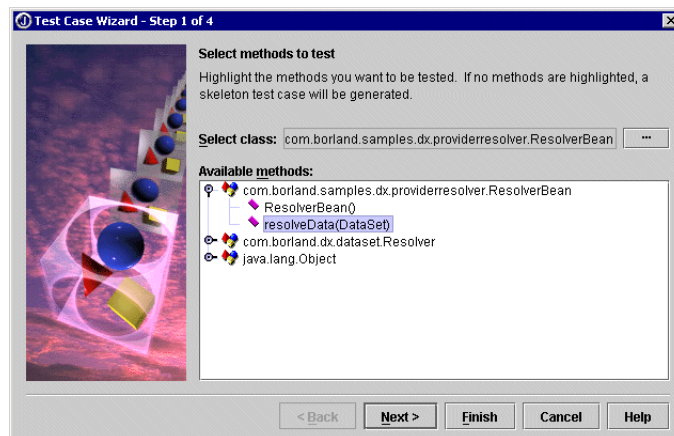 Test Case Wizard - Step 1 of 4
Select methods to test
Highlight the methods you want to be tested. If no methods are highlighted, a
skeleton test case will be generated.
Select class: com.borland.samples.dx.providerresolver.ResolverBean ...
Available methods:
com.borland.samples.dx.providerresolver.ResolverBean
ResolverBean()
resolveData(DataSet)
com.borland.dx.dataset.Resolver
java.lang.Object
< Back Next > Finish Cancel Help